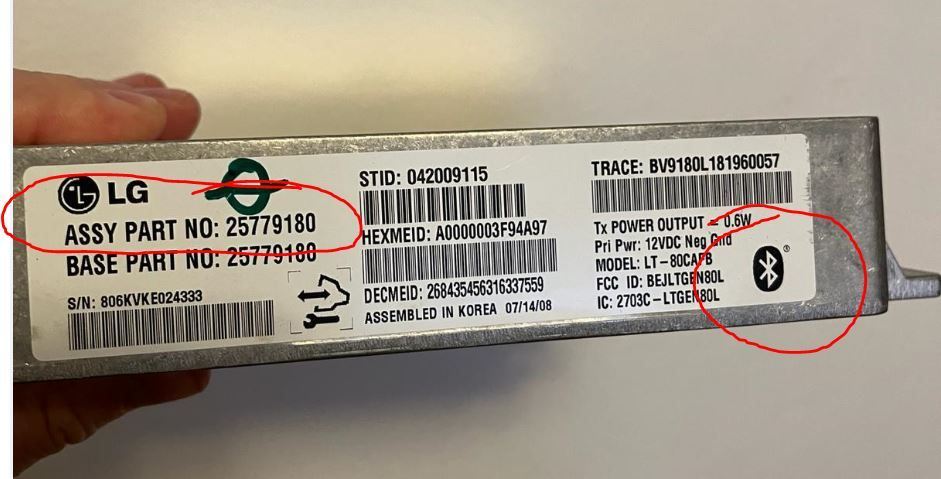 LG
ASSY PART NO: 25779180
BASE PART NO: 25779180
S/N: 806KVKE024333
STID: 042009115
HEXMEID: A0000003F94A97
DECMEID: 268435456316337559
ASSEMBLED IN KOREA 07/14/08
TRACE: BV9180L181960057
Tx POWER OUTPUT = 0.6W
Pri Pwr: 12VDC Neg Gnd
MODEL: LT-80CAPB
FCC ID: BEJLTGEN80L
IC: 2703C-LTGEN80L